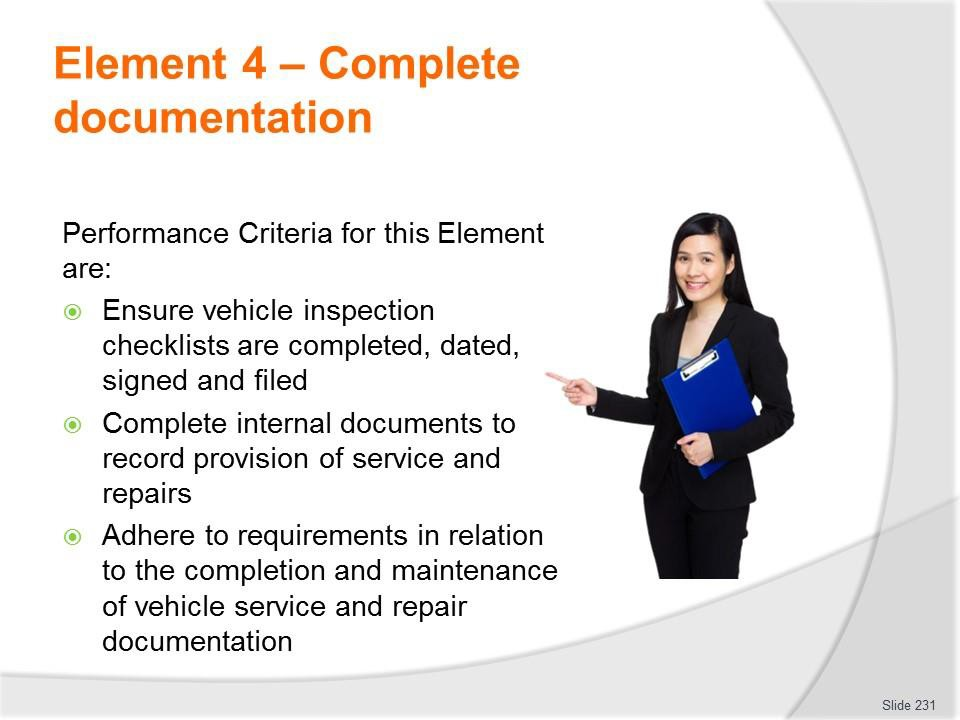 Element 4 – Complete
documentation
Performance Criteria for this Element
are:
Ensure vehicle inspection
checklists are completed, dated,
signed and filed
Complete internal documents to
record provision of service and
repairs
Adhere to requirements in relation
to the completion and maintenance
of vehicle service and repair
documentation
Slide 231